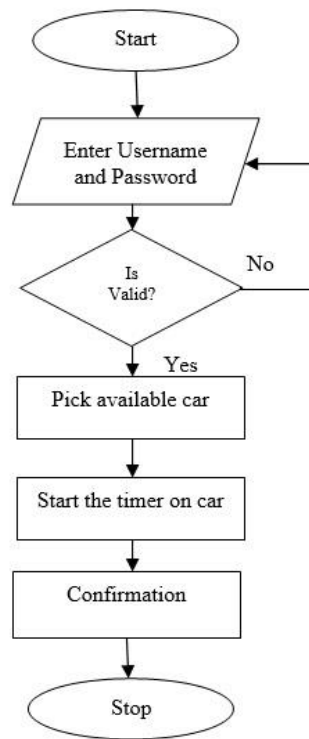 Start
Enter Username
and Password
Is
Valid?
No
Yes
Pick available car
Start the timer on car
Confirmation
Stop